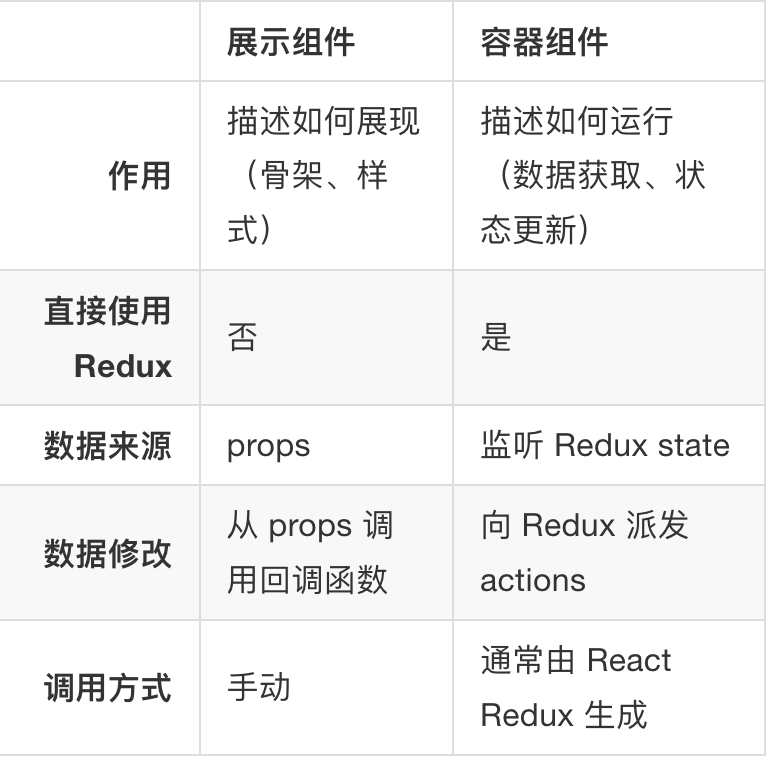 展示组件
容器组件
作用
描述如何展现
（骨架、样
式）
描述如何运行
（数据获取、状
态更新）
直接使用
Redux
否
是
数据来源
props
监听 Redux state
数据修改
从 props 调
用回调函数
向 Redux 派发
actions
调用方式
手动
通常由 React
Redux 生成